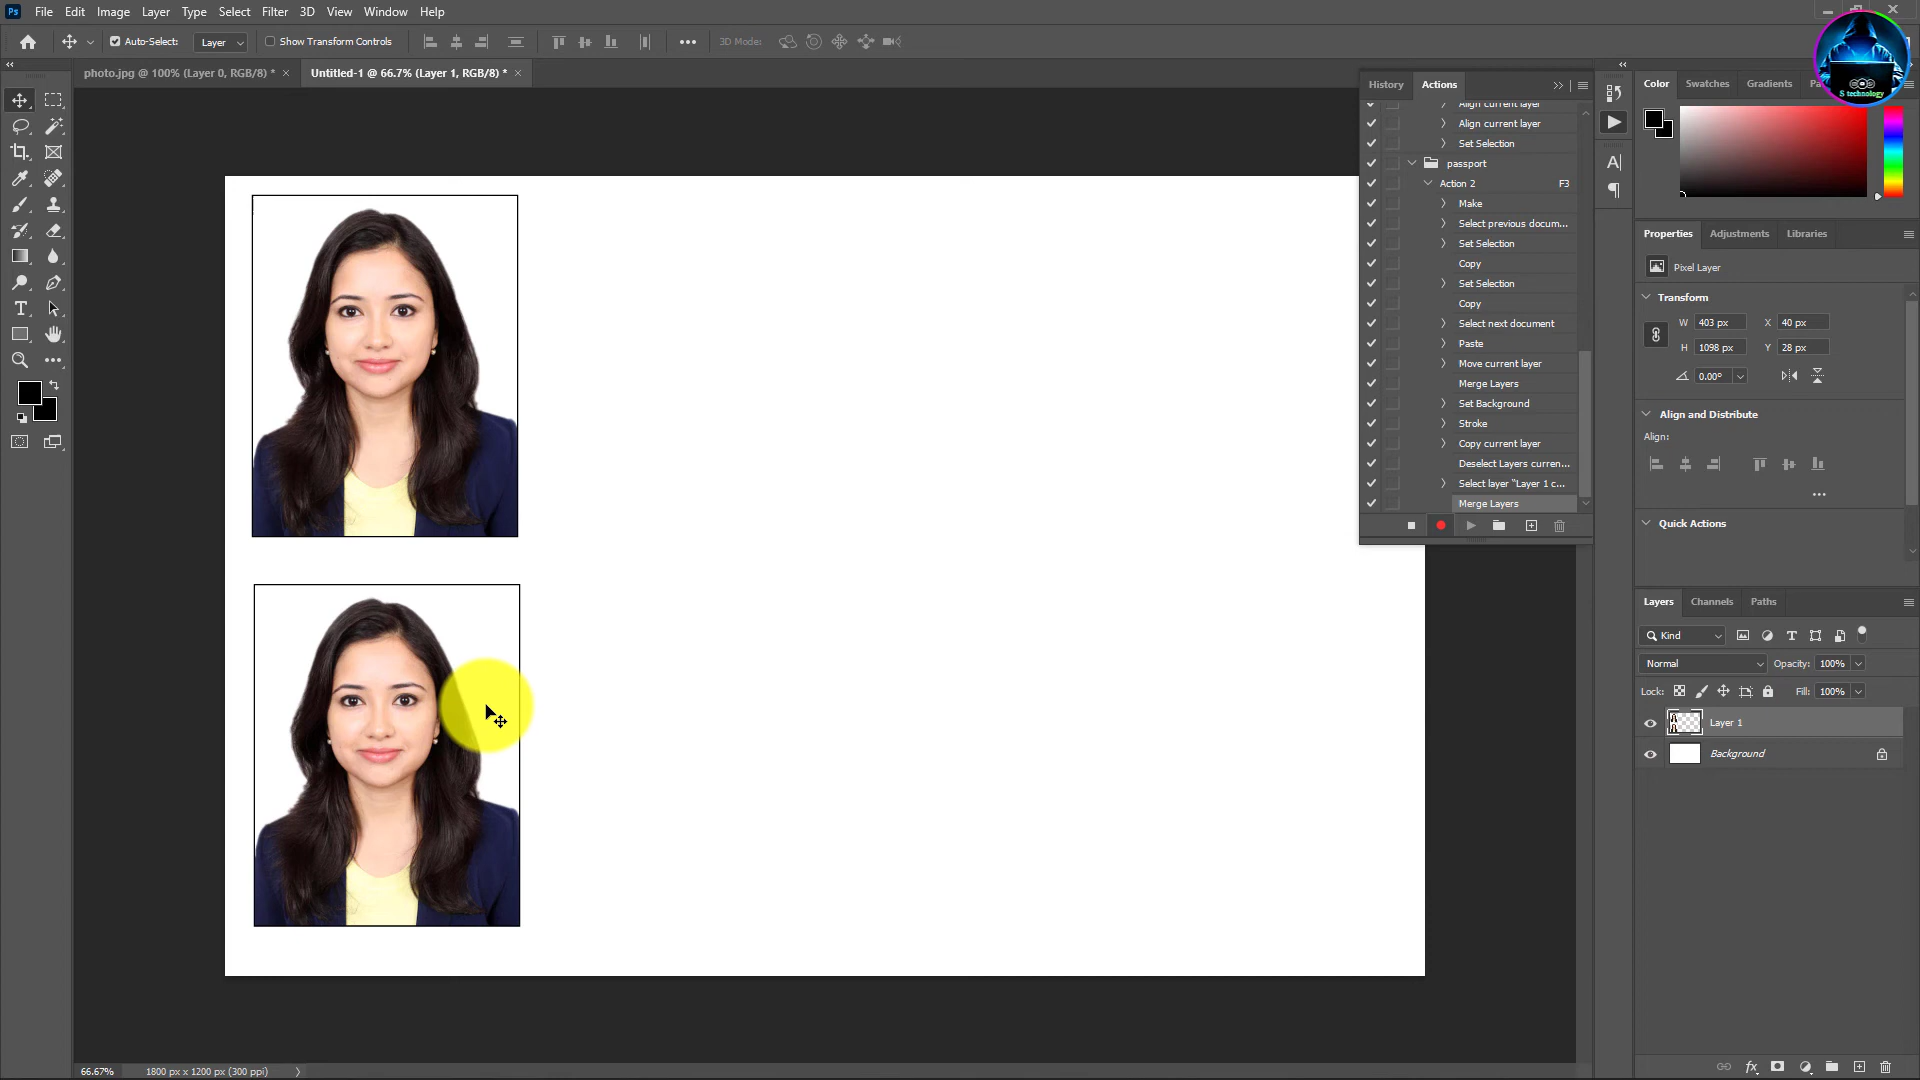 Ps File Edit Image Layer Type Select Filter 3D View Window Help
Auto-Select: Layer Show Transform Controls 3D Mode:
photo.jpg @ 100% (Layer 0, RGB/8) * × Untitled-1 @ 66.7% (Layer 1, RGB/8) * ×
S technology
History Actions
Align current layer
Align current layer
Set Selection
passport
Action 2 F3
Make
Select previous docum...
Set Selection
Copy
Set Selection
Copy
Select next document
Paste
Move current layer
Merge Layers
Set Background
Stroke
Copy current layer
Deselect Layers curren...
Select layer "Layer 1 c...
Merge Layers
Color Swatches Gradients Pa
Properties Adjustments Libraries
Pixel Layer
Transform
W 403 px X 40 px
H 1098 px Y 28 px
0.00°
Align and Distribute
Align:
Quick Actions
Layers Channels Paths
Kind
Normal Opacity: 100%
Lock: Fill: 100%
Layer 1
Background
66.67% 1800 px x 1200 px (300 ppi)